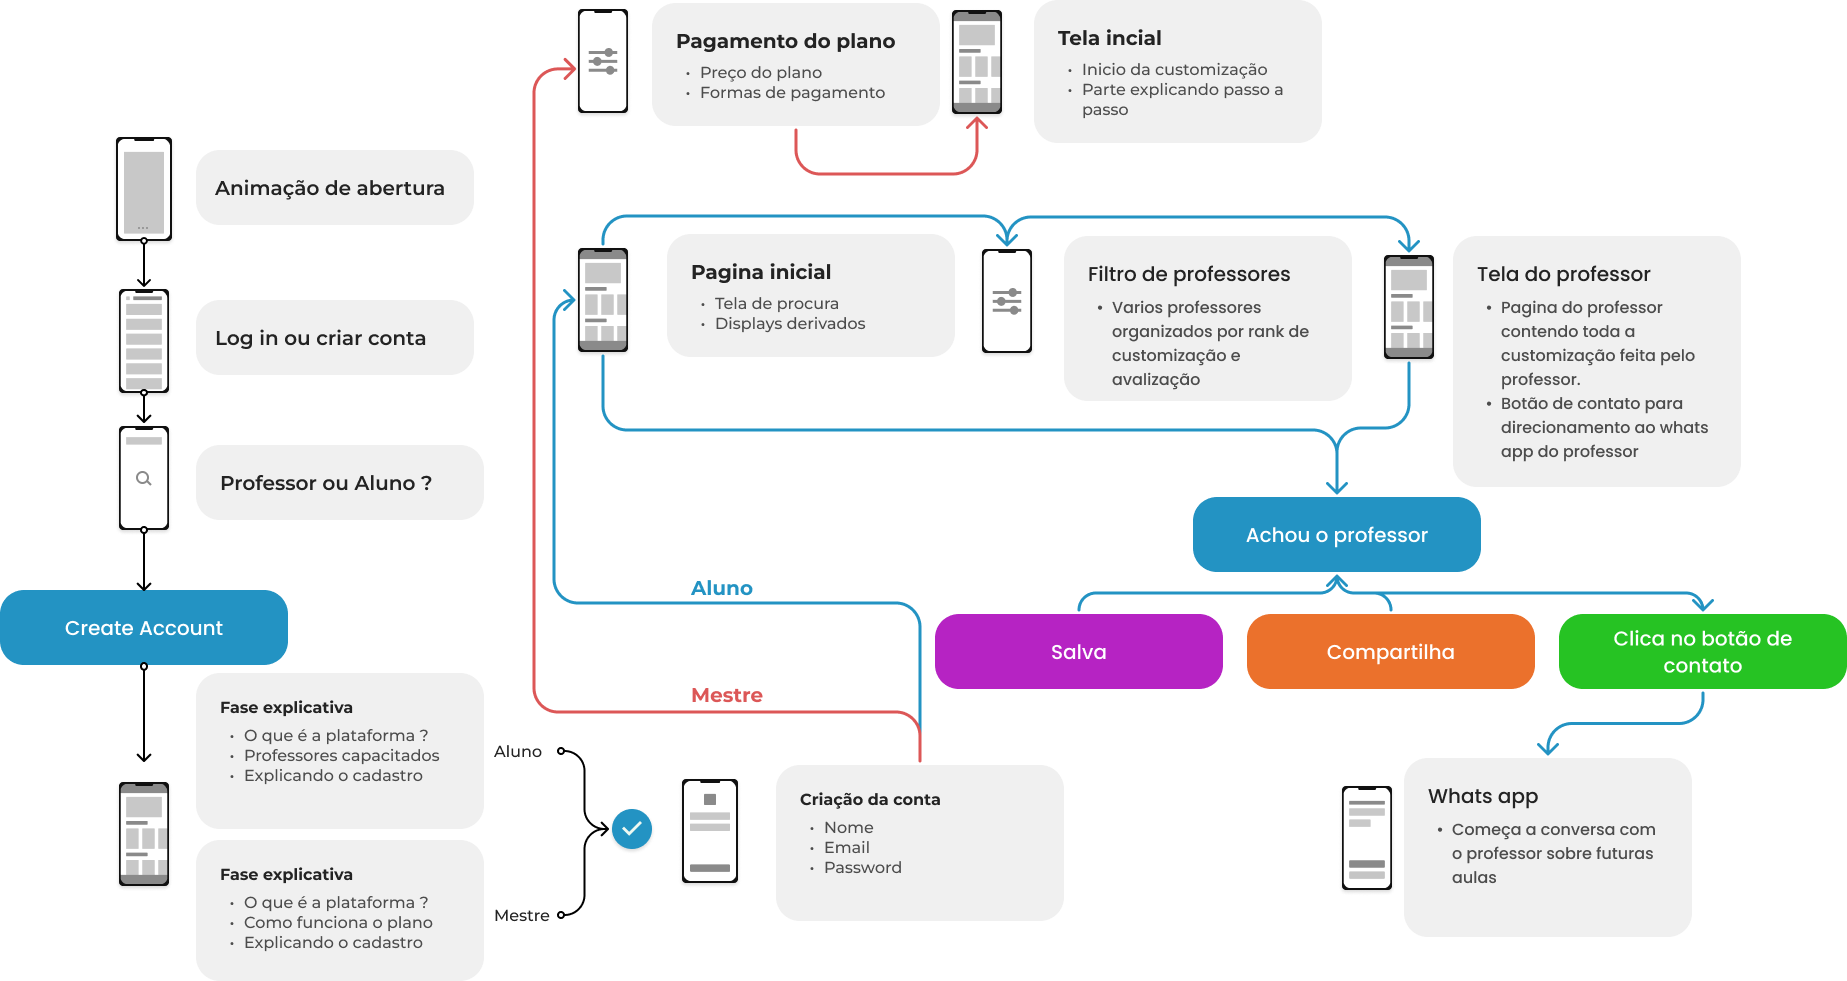 Pagamento do plano
Preço do plano
Formas de pagamento
Tela incial
Inicio da customização
Parte explicando passo a
passo
Animação de abertura
Log in ou criar conta
Professor ou Aluno ?
Create Account
Pagina inicial
Tela de procura
Displays derivados
Filtro de professores
Varios professores
organizados por rank de
customização e
avalização
Tela do professor
Pagina do professor
contendo toda a
customização feita pelo
professor.
Botão de contato para
direcionamento ao whats
app do professor
Achou o professor
Aluno
Salva
Compartilha
Clica no botão de
contato
Mestre
Fase explicativa
O que é a plataforma ?
Professores capacitados
Explicando o cadastro
Fase explicativa
O que é a plataforma ?
Como funciona o plano
Explicando o cadastro
Aluno
Mestre
Criação da conta
Nome
Email
Password
Whats app
Começa a conversa com
o professor sobre futuras
aulas